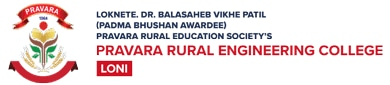 PRAVARA
1964
LOKNETE. DR. BALASAHEB VIKHE PATIL
(PADMA BHUSHAN AWARDEE)
PRAVARA RURAL EDUCATION SOCIETY'S
PRAVARA RURAL ENGINEERING COLLEGE
LONI